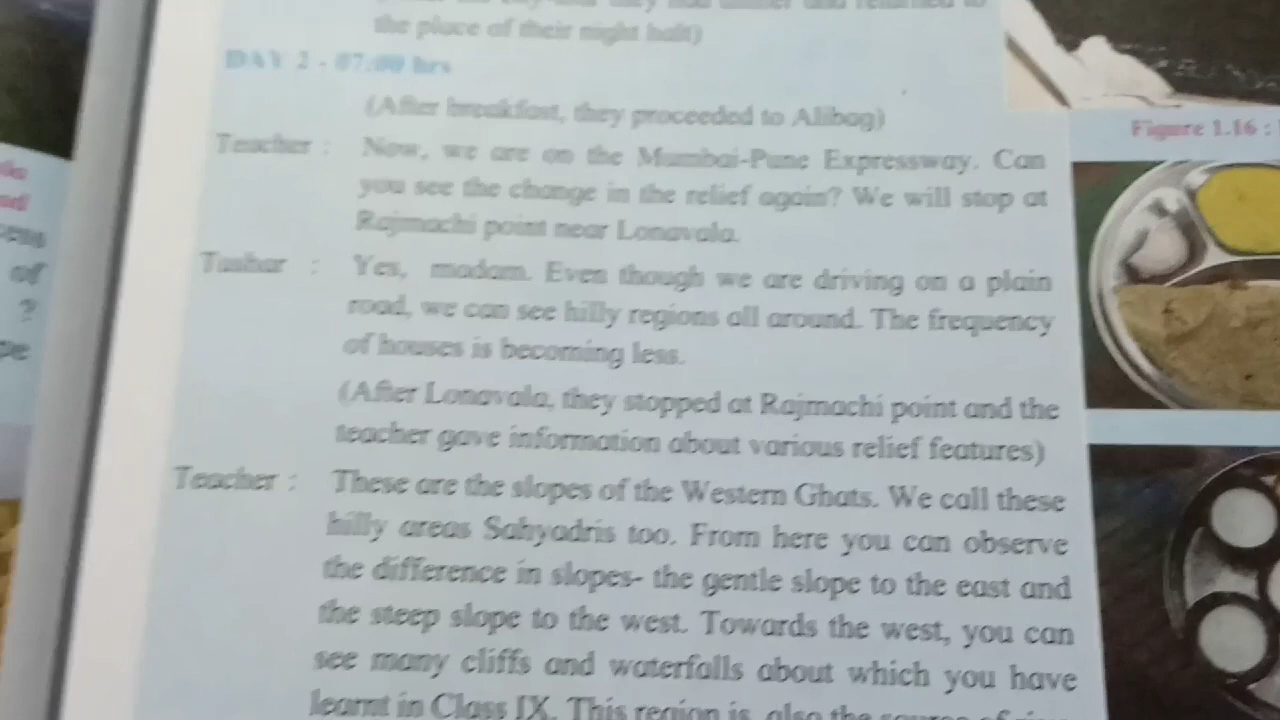 the place of their night halt)
DAY 2 - 07:00 hrs
(After breakfast, they proceeded to Alibag)
Teacher : Now, we are on the Mumbai-Pune Expressway. Can
you see the change in the relief again? We will stop at
Rajmachi point near Lonavala.
Tushar : Yes, madam. Even though we are driving on a plain
road, we can see hilly regions all around. The frequency
of houses is becoming less.
(After Lonavala, they stopped at Rajmachi point and the
teacher gave information about various relief features)
Teacher : These are the slopes of the Western Ghats. We call these
hilly areas Sahyadris too. From here you can observe
the difference in slopes- the gentle slope to the east and
the steep slope to the west. Towards the west, you can
see many cliffs and waterfalls about which you have
learnt in Class IX. This region is also the source of
Figure 1.16 :
of
?